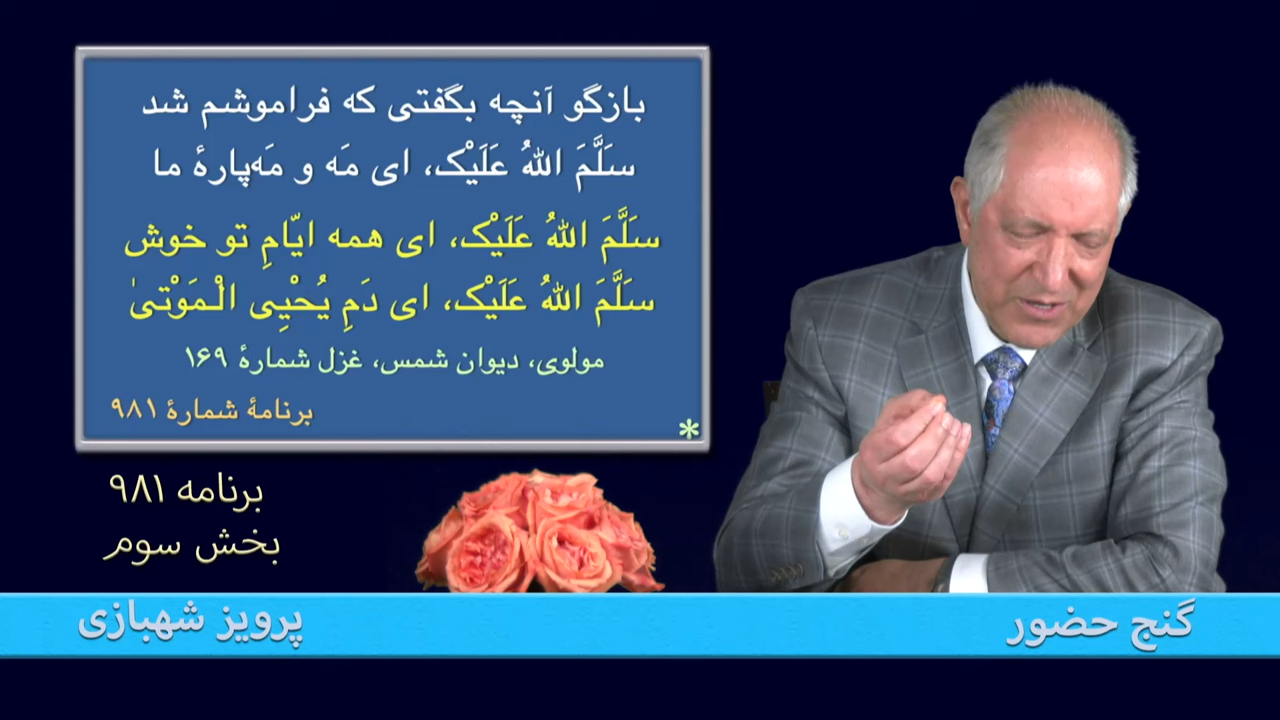 بازگو آنچه بگفتی که فراموشم شد
سَلَّمَ اللهُ عَلَیْک، ای مَه و مَه‌پارهٔ ما
سَلَّمَ اللهُ عَلَیْک، ای همه ایّامِ تو خوش
سَلَّمَ اللهُ عَلَیْک، ای دَمِ یُحْیِی الْمَوْتیٰ
مولوی، دیوان شمس، غزل شمارهٔ ۱۶۹
برنامهٔ شمارهٔ ۹۸۱
*
برنامه ۹۸۱
بخش سوم
گنج حضور
پرویز شهبازی